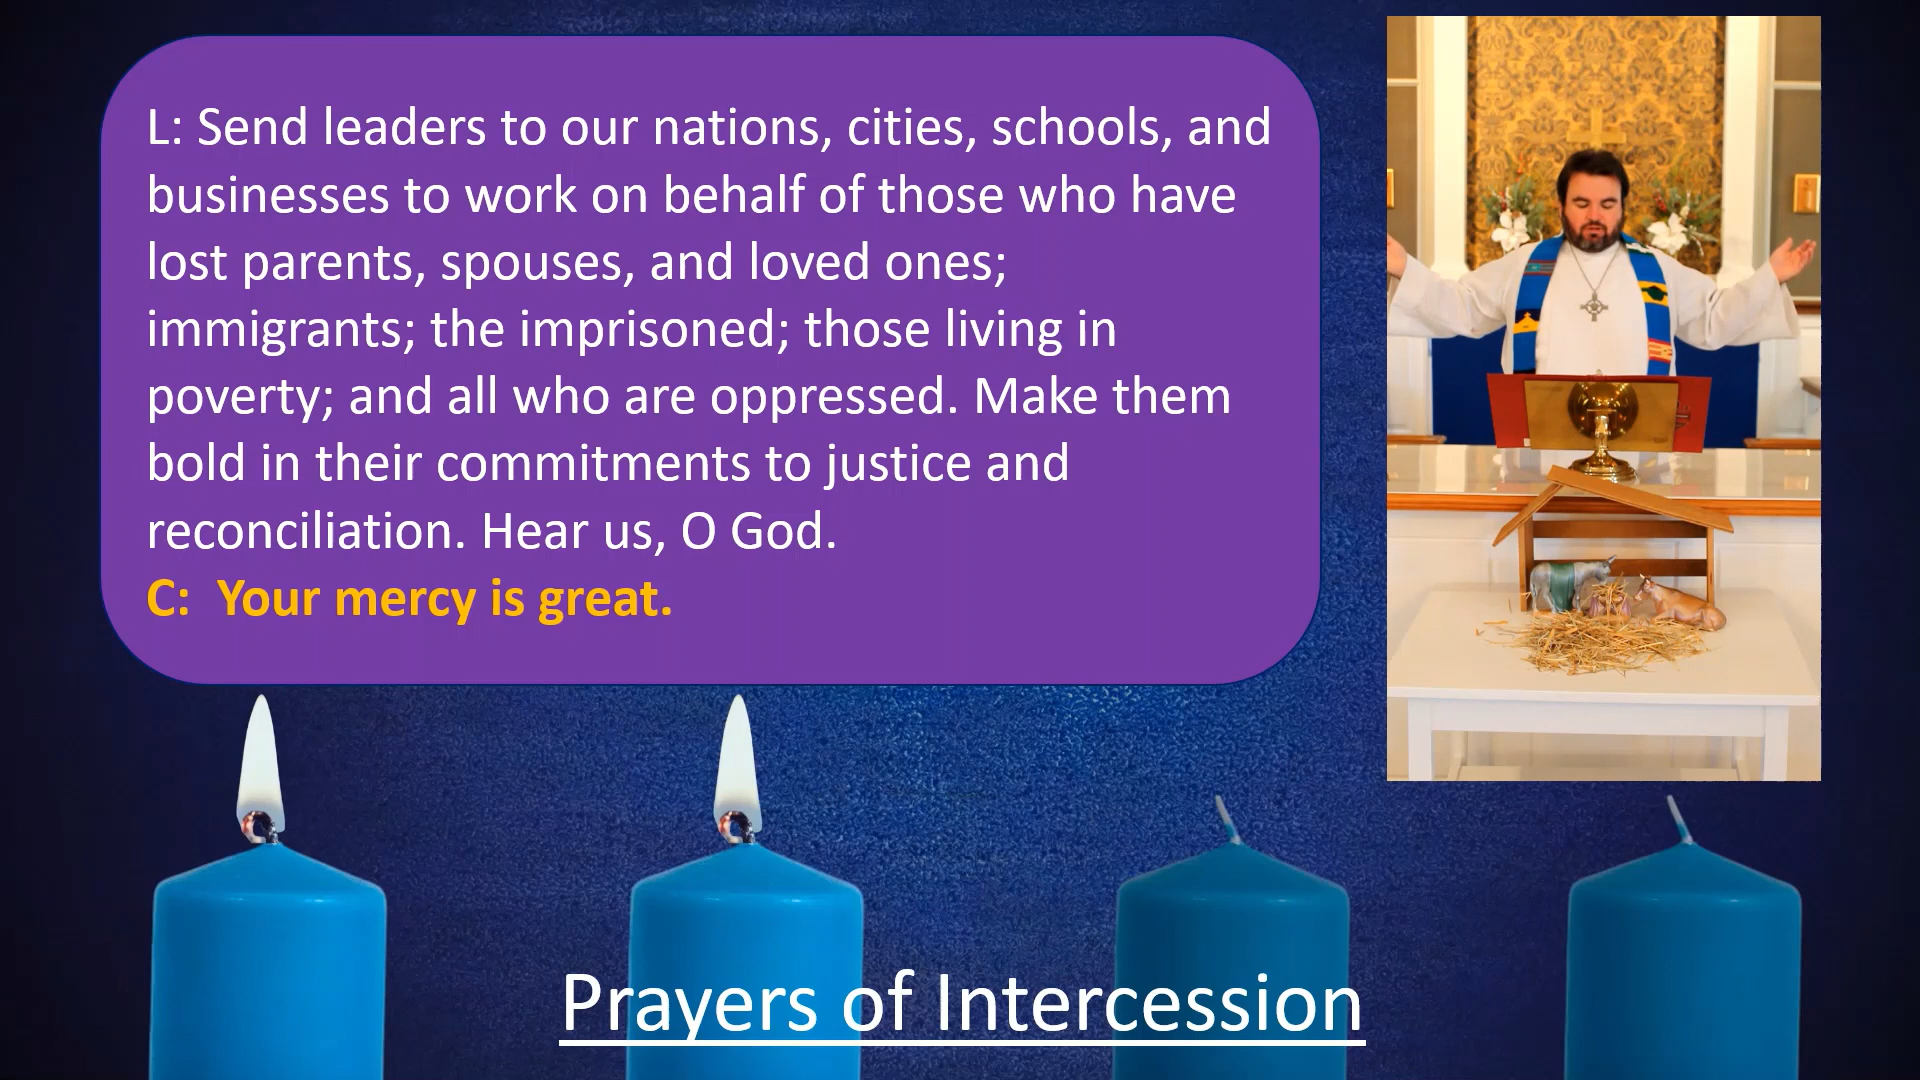 L: Send leaders to our nations, cities, schools, and
businesses to work on behalf of those who have
lost parents, spouses, and loved ones;
immigrants; the imprisoned; those living in
poverty; and all who are oppressed. Make them
bold in their commitments to justice and
reconciliation. Hear us, O God.
C:  Your mercy is great.
Prayers of Intercession